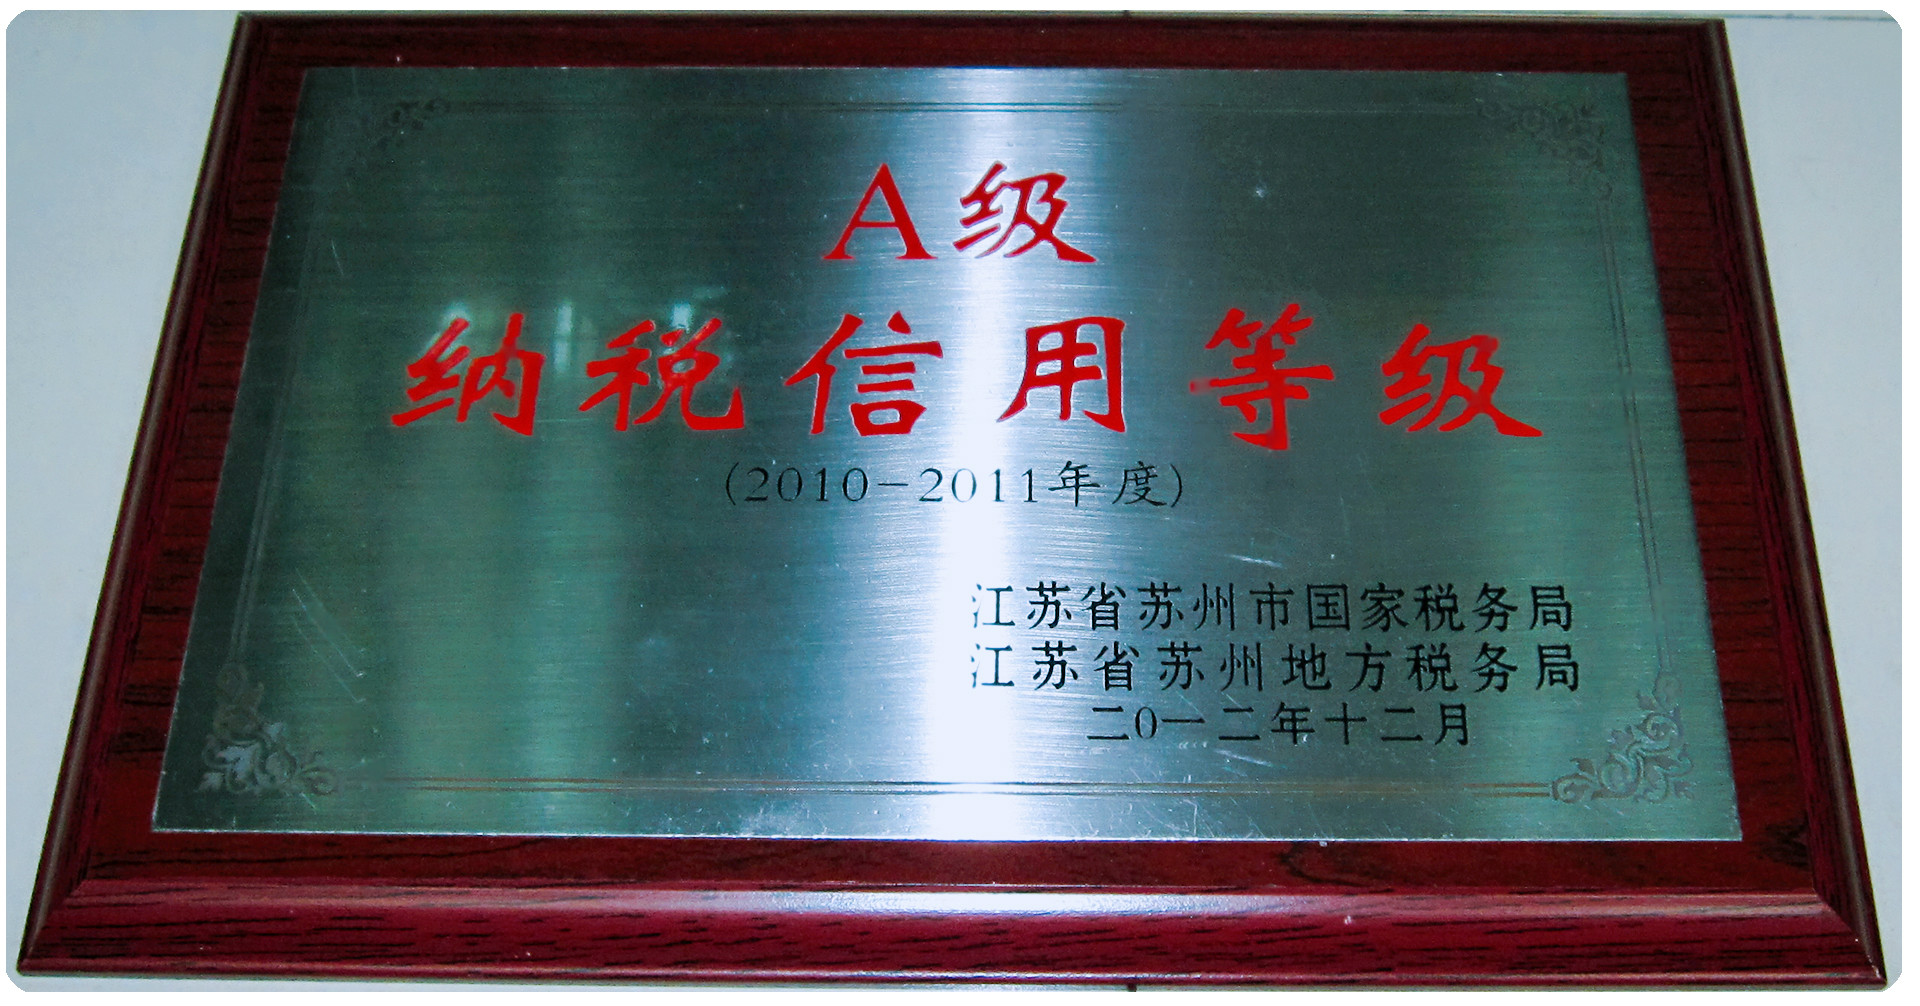 A级
纳税信用等级
(2010-2011年度)
江苏省苏州市国家税务局
江苏省苏州地方税务局
二0一二年十二月